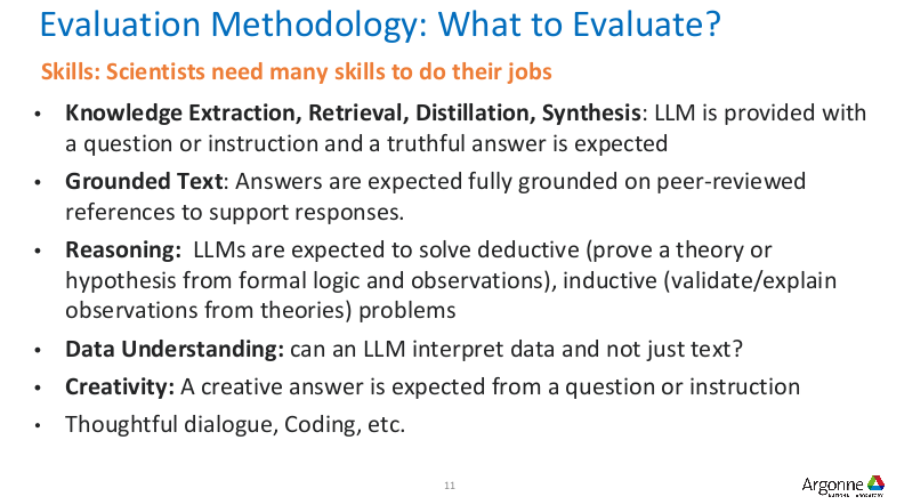 Evaluation Methodology: What to Evaluate?
Skills: Scientists need many skills to do their jobs
• Knowledge Extraction, Retrieval, Distillation, Synthesis: LLM is provided with
a question or instruction and a truthful answer is expected
• Grounded Text: Answers are expected fully grounded on peer-reviewed
references to support responses.
• Reasoning: LLMs are expected to solve deductive (prove a theory or
hypothesis from formal logic and observations), inductive (validate/explain
observations from theories) problems
• Data Understanding: can an LLM interpret data and not just text?
• Creativity: A creative answer is expected from a question or instruction
• Thoughtful dialogue, Coding, etc.
11
Argonne